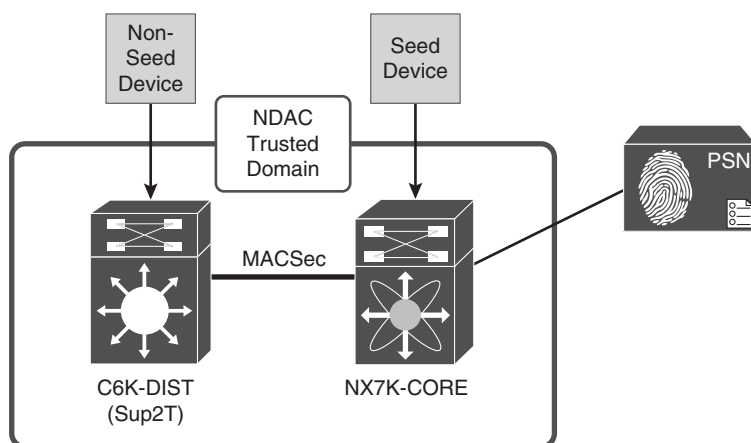 Non-
Seed
Device
Seed
Device
NDAC
Trusted
Domain
PSN
MACSec
C6K-DIST
(Sup2T)
NX7K-CORE